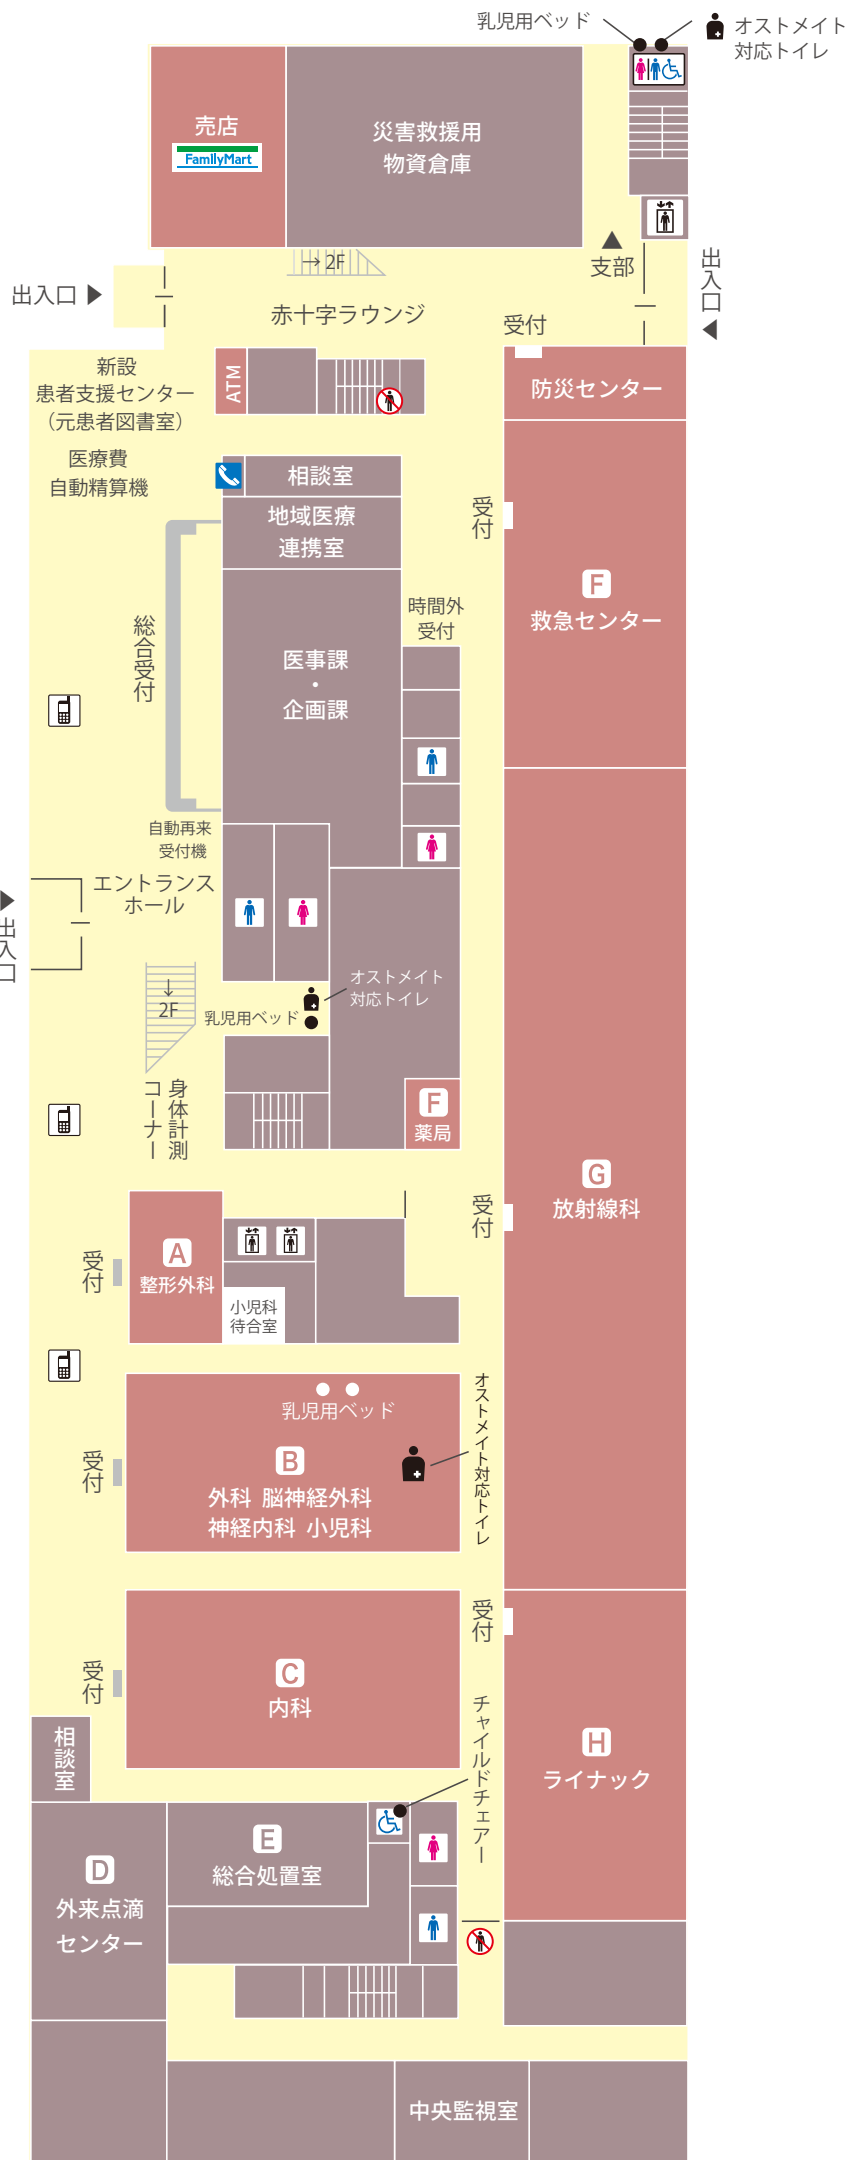 乳児用ベッド
オストメイト
対応トイレ
売店
FamilyMart
災害救援用
物資倉庫
→2F
支部
出入口
出入口
赤十字ラウンジ
受付
新設
患者支援センター
（元患者図書室）
ATM
防災センター
医療費
自動精算機
相談室
地域医療
連携室
受付
F
救急センター
総合受付
医事課
・
企画課
時間外
受付
自動再来
受付機
エントランス
ホール
出入口
↓
2F
乳児用ベッド
オストメイト
対応トイレ
身体計測
コーナー
F
薬局
G
放射線科
受付
受付
A
整形外科
小児科
待合室
乳児用ベッド
オストメイト対応トイレ
受付
B
外科 脳神経外科
神経内科 小児科
受付
受付
C
内科
チャイルドチェアー
相談室
H
ライナック
D
外来点滴
センター
E
総合処置室
中央監視室